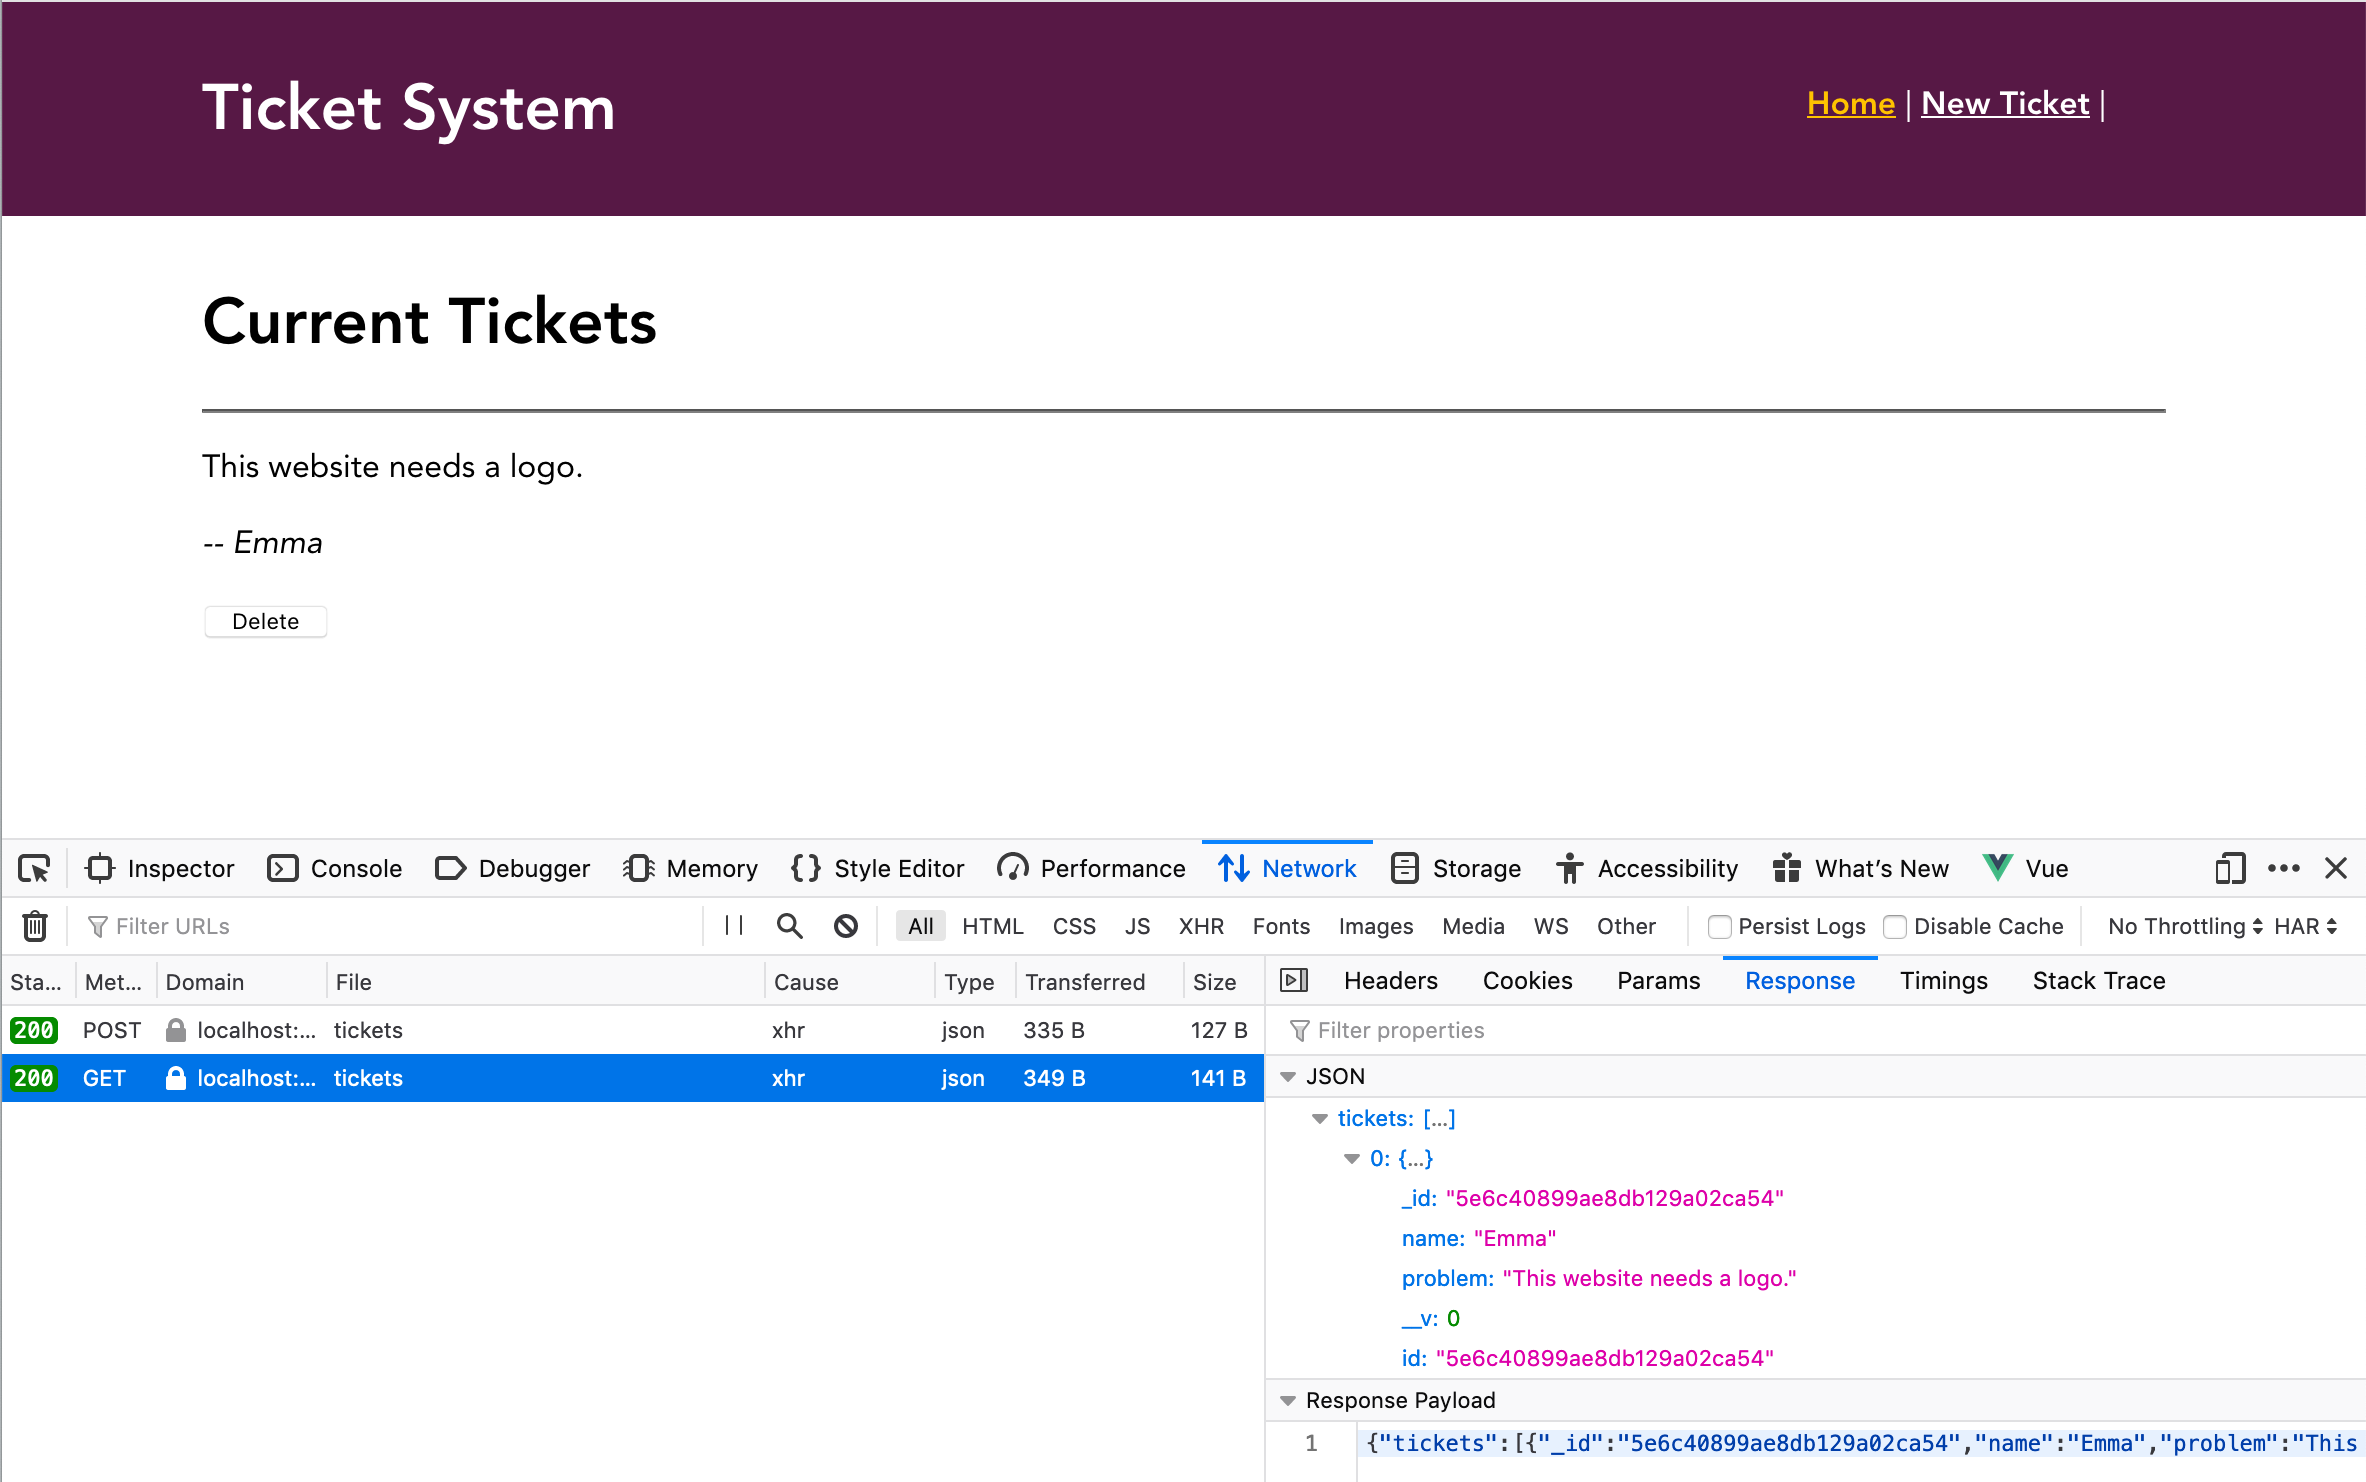 Ticket System
Home | New Ticket |
Current Tickets
This website needs a logo.
-- Emma
Delete
Inspector Console Debugger Memory {} Style Editor Performance Network Storage Accessibility What’s New Vue
Filter URLs All HTML CSS JS XHR Fonts Images Media WS Other Persist Logs Disable Cache No Throttling HAR
Sta... Met... Domain File Cause Type Transferred Size
200 POST localhost:... tickets xhr json 335 B 127 B
200 GET localhost:... tickets xhr json 349 B 141 B
Headers Cookies Params Response Timings Stack Trace
Filter properties
JSON
tickets: [...]
0: {...}
_id: "5e6c40899ae8db129a02ca54"
name: "Emma"
problem: "This website needs a logo."
__v: 0
id: "5e6c40899ae8db129a02ca54"
Response Payload
1 {"tickets":[{"_id":"5e6c40899ae8db129a02ca54","name":"Emma","problem":"This